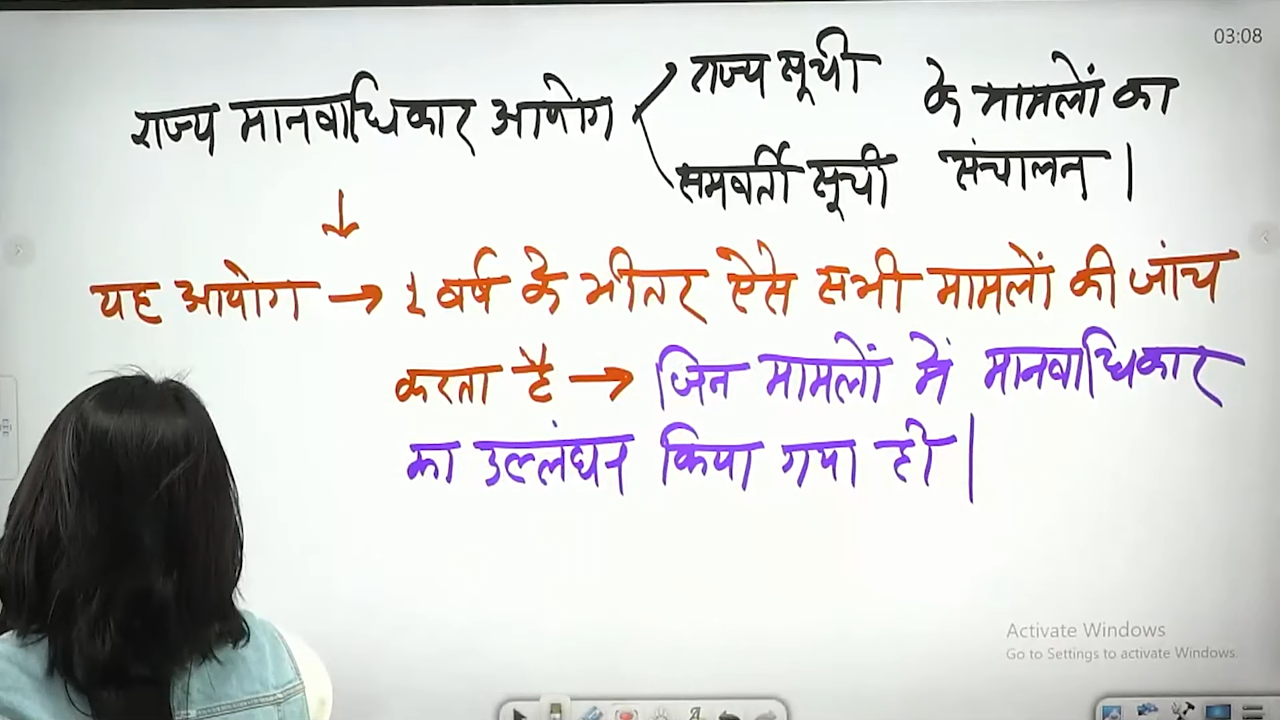 03:08
राज्य मानवाधिकार आयोग
राज्य सूची
समवर्ती सूची
के मामलों का
संचालन।
यह आयोग → 1 वर्ष के भीतर ऐसे सभी मामलों की जांच
करता है → जिन मामलों में मानवाधिकार
का उल्लंघन किया गया हो।
Activate Windows
Go to Settings to activate Windows.